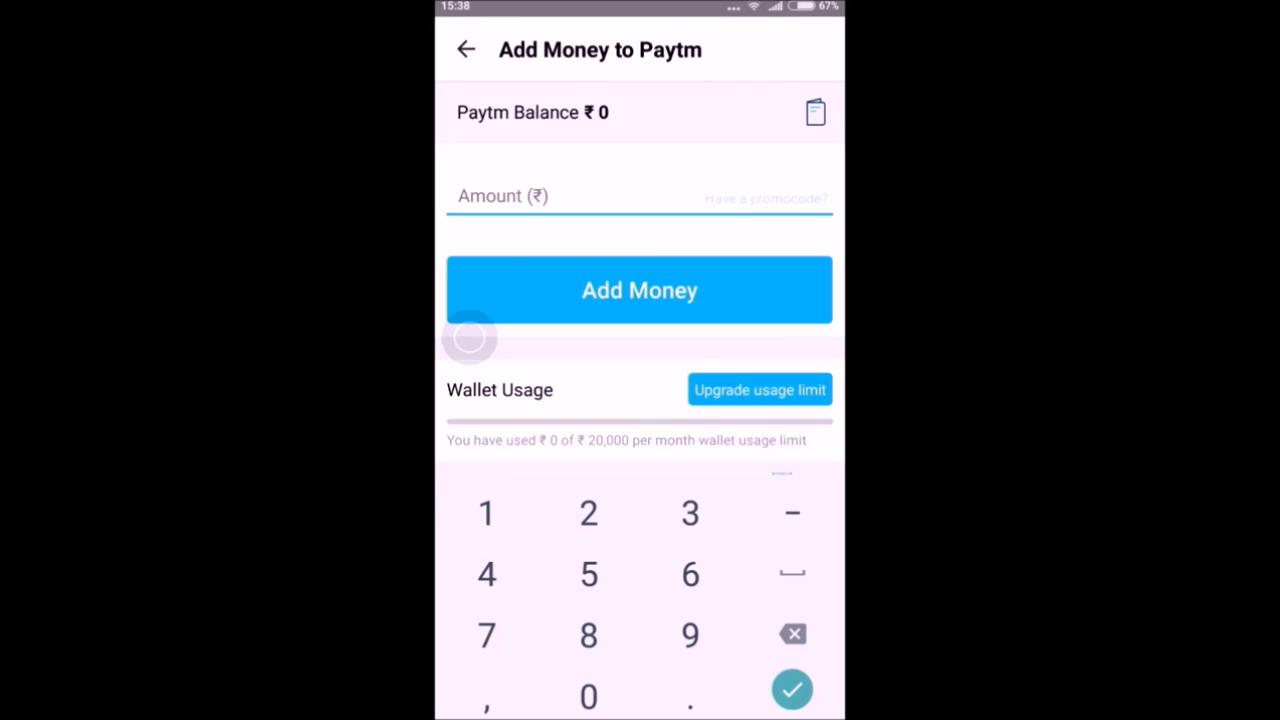 15:38 ... 67%
Add Money to Paytm
Paytm Balance ₹ 0
Amount (₹) Have a promocode?
Add Money
Wallet Usage Upgrade usage limit
You have used ₹ 0 of ₹ 20,000 per month wallet usage limit
1 2 3 -
4 5 6
7 8 9
, 0 .